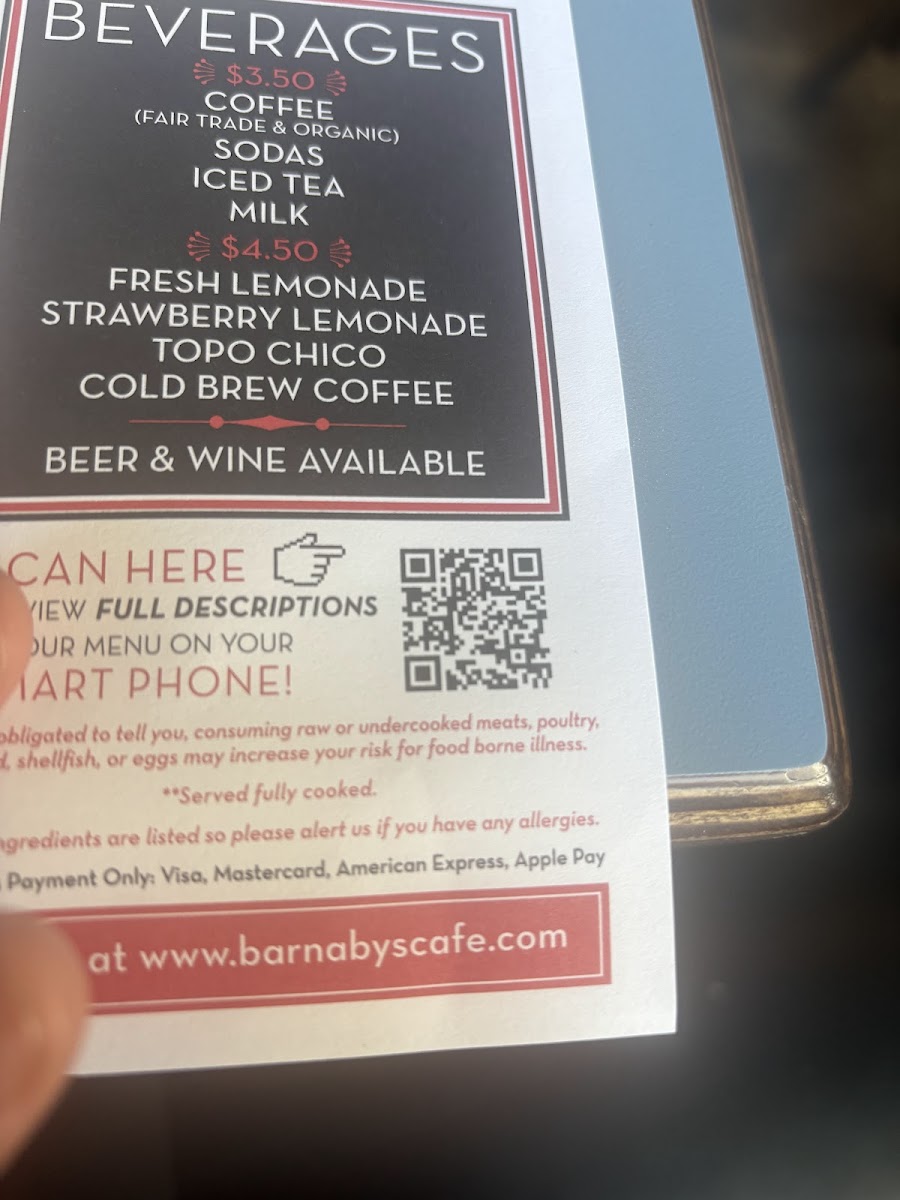 BEVERAGES
$3.50
COFFEE
(FAIR TRADE & ORGANIC)
SODAS
ICED TEA
MILK
$4.50
FRESH LEMONADE
STRAWBERRY LEMONADE
TOPO CHICO
COLD BREW COFFEE
BEER & WINE AVAILABLE
CAN HERE
VIEW FULL DESCRIPTIONS
OUR MENU ON YOUR
ART PHONE!
obligated to tell you, consuming raw or undercooked meats, poultry,
shellfish, or eggs may increase your risk for food borne illness.
**Served fully cooked.
ngredients are listed so please alert us if you have any allergies.
Payment Only: Visa, Mastercard, American Express, Apple Pay
at www.barnabyscafe.com